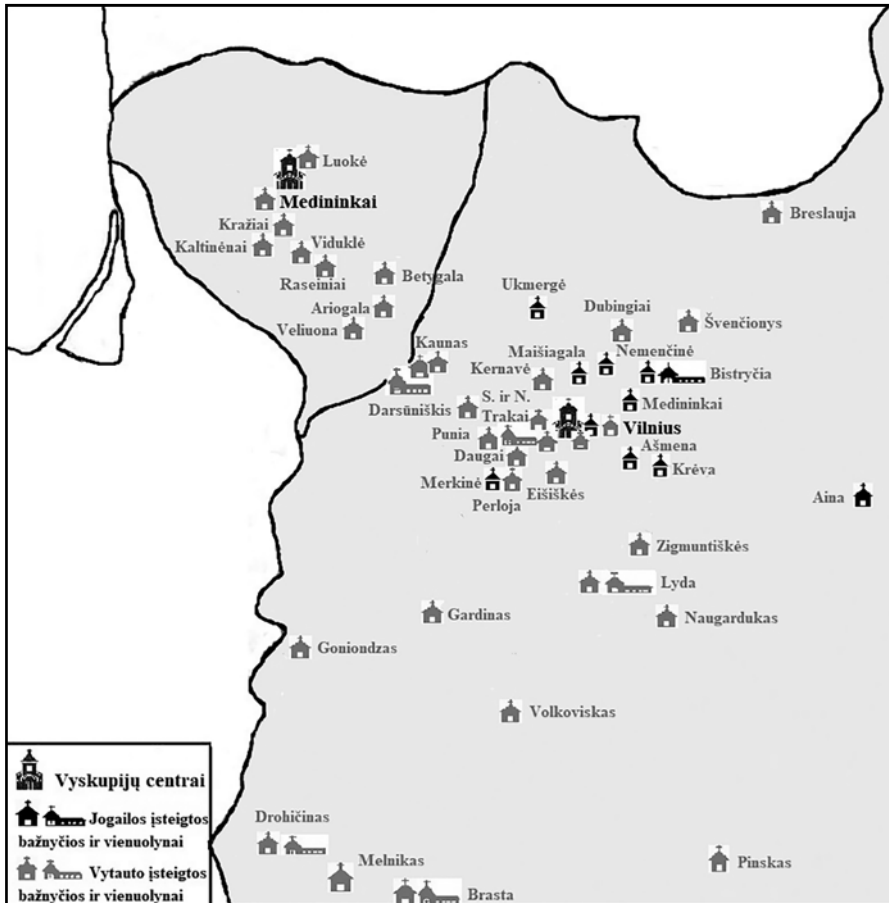 Luokė
Medininkai
Kražiai
Kaltinėnai
Viduklė
Raseiniai
Betygala
Ariogala
Veliuona
Breslauja
Ukmergė
Dubingiai
Švenčionys
Kaunas
Maišiagala
Nemenčinė
Kernavė
Bistryčia
Darsūniškis
S. ir N.
Trakai
Medininkai
Vilnius
Punia
Daugai
Ašmena
Krėva
Merkinė
Perloja
Eišiškės
Aina
Zigmuntiškės
Lyda
Gardinas
Naugardukas
Goniondzas
Volkoviskas
Drohičinas
Melnikas
Brasta
Pinskas
Vyskupijų centrai
Jogailos įsteigtos
bažnyčios ir vienuolynai
Vytauto įsteigtos
bažnyčios ir vienuolynai